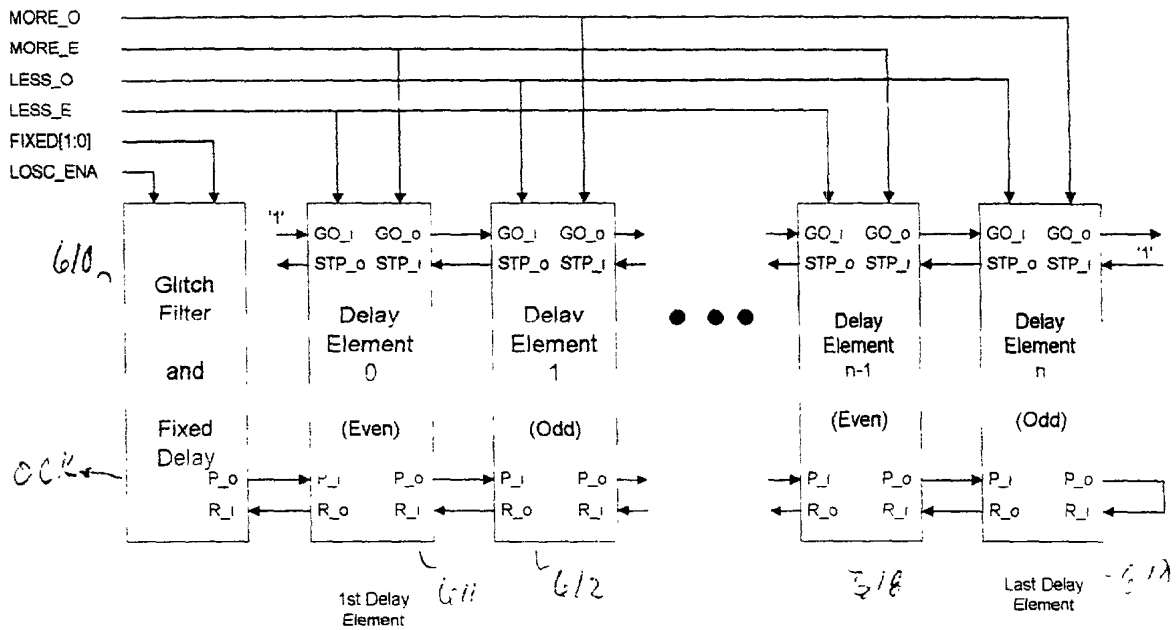 MORE_O
MORE_E
LESS_O
LESS_E
FIXED[1:0]
LOSC_ENA
610
Glitch
Filter
and
Fixed
Delay
P_o
R_i
OCK
'1'
GO_i GO_o
STP_o STP_i
Delay
Element
0
(Even)
P_i P_o
R_o R_i
611
1st Delay
Element
GO_i GO_o
STP_o STP_i
Delay
Element
1
(Odd)
P_i P_o
R_o R_i
612
GO_i GO_o
STP_o STP_i
Delay
Element
n-1
(Even)
P_i P_o
R_o R_i
GO_i GO_o
STP_o STP_i
'1'
Delay
Element
n
(Odd)
P_i P_o
R_o R_i
Last Delay
Element